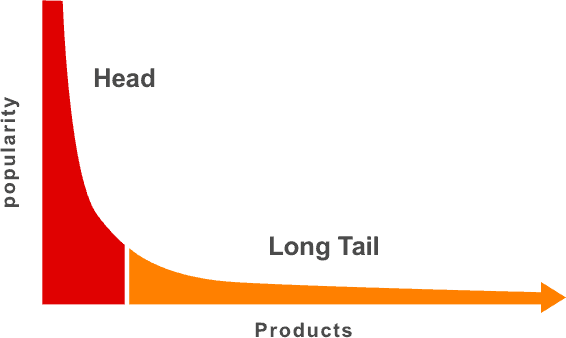 Head
popularity
Long Tail
Products